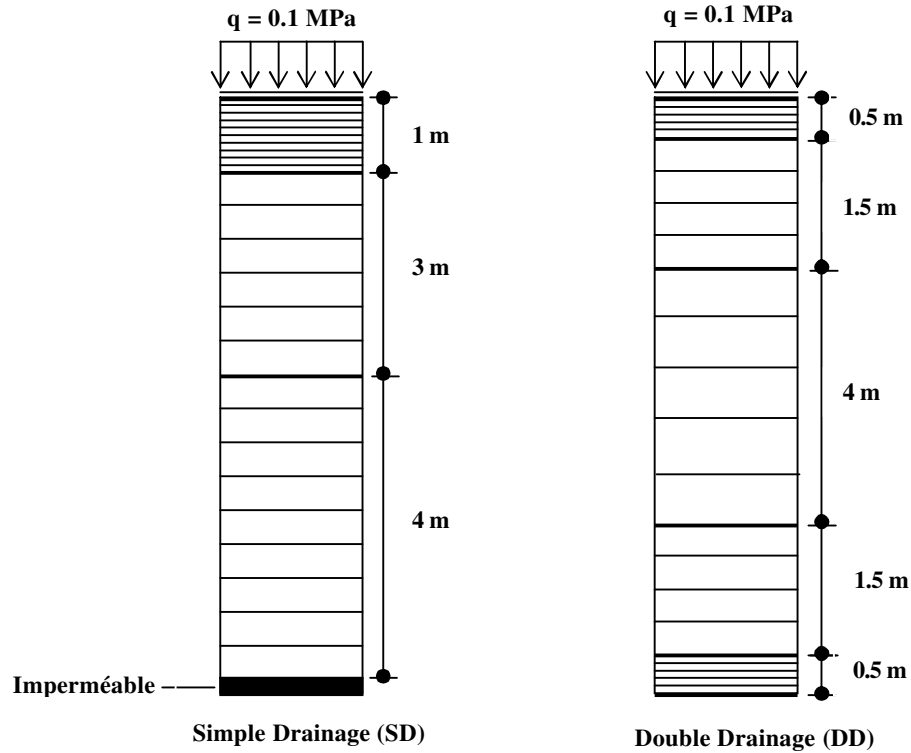 q = 0.1 MPa
1 m
3 m
4 m
Imperméable
Simple Drainage (SD)
q = 0.1 MPa
0.5 m
1.5 m
4 m
1.5 m
0.5 m
Double Drainage (DD)